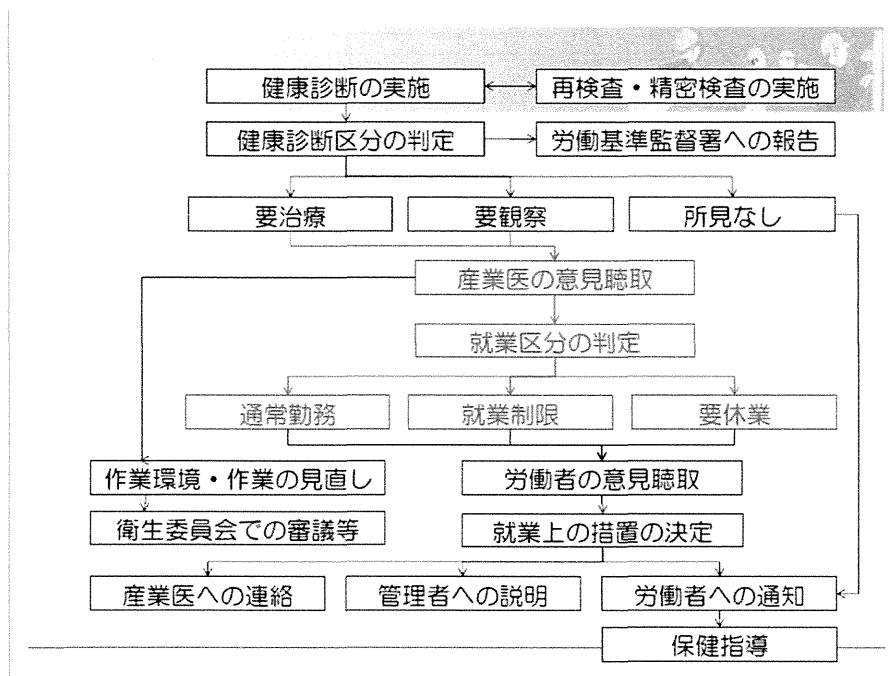 健康診断の実施
再検査・精密検査の実施
健康診断区分の判定
労働基準監督署への報告
要治療
要観察
所見なし
産業医の意見聴取
就業区分の判定
通常勤務
就業制限
要休業
作業環境・作業の見直し
労働者の意見聴取
衛生委員会での審議等
就業上の措置の決定
産業医への連絡
管理者への説明
労働者への通知
保健指導